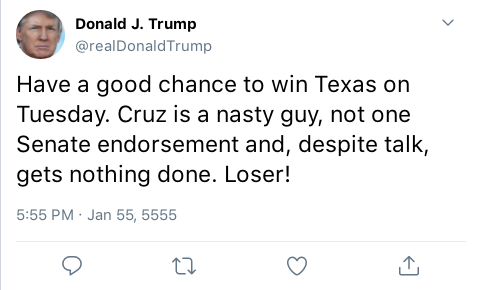 Donald J. Trump
@realDonaldTrump
Have a good chance to win Texas on
Tuesday. Cruz is a nasty guy, not one
Senate endorsement and, despite talk,
gets nothing done. Loser!
5:55 PM · Jan 55, 5555